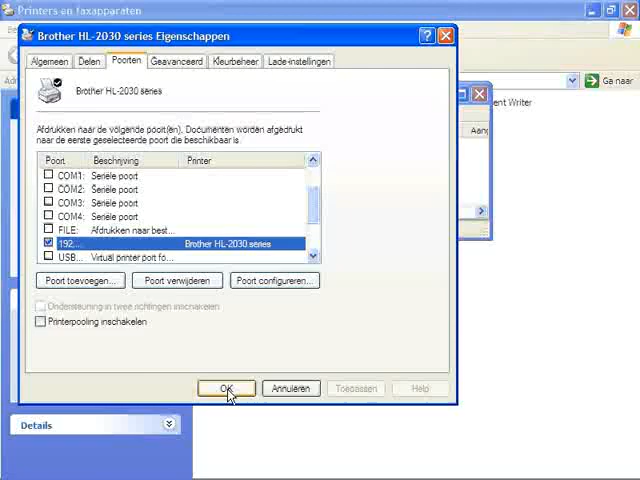 Printers en faxapparaten
Brother HL-2030 series Eigenschappen
Algemeen Delen Poorten Geavanceerd Kleurbeheer Lade-instellingen
Ga naar
Brother HL-2030 series
ent Writer
Aang
Afdrukken naar de volgende poort(en). Documenten worden afgedrukt
naar de eerste geselecteerde poort die beschikbaar is.
Poort Beschrijving Printer
COM1: Seriële poort
COM2: Seriële poort
COM3: Seriële poort
COM4: Seriële poort
FILE: Afdrukken naar best...
192.... Brother HL-2030 series
USB... Virtual printer port fo...
Poort toevoegen... Poort verwijderen Poort configureren...
Ondersteuning in twee richtingen inschakelen
Printerpooling inschakelen
OK Annuleren Toepassen Help
Details